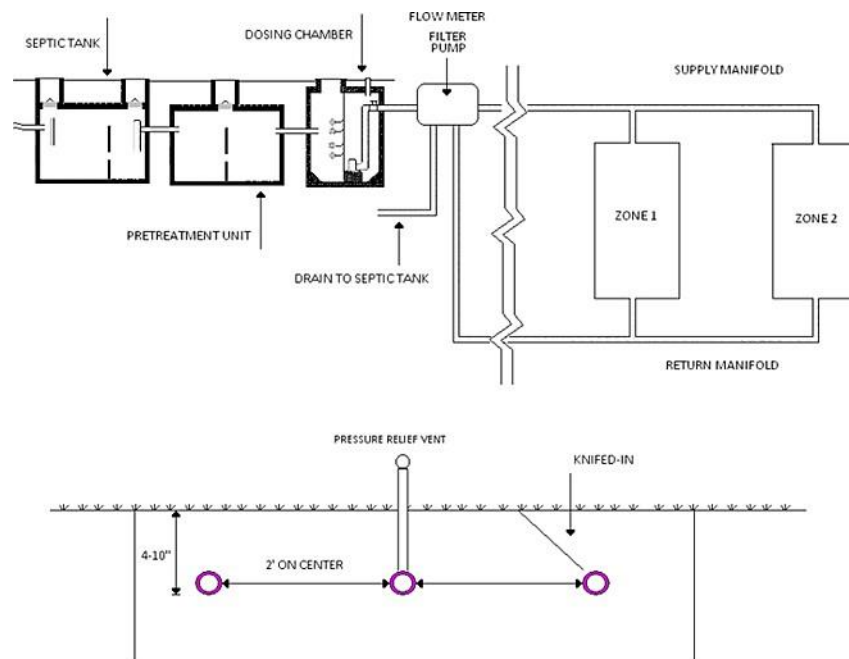 FLOW METER
FILTER
PUMP
SEPTIC TANK
DOSING CHAMBER
SUPPLY MANIFOLD
ZONE 1
ZONE 2
PRETREATMENT UNIT
DRAIN TO SEPTIC TANK
RETURN MANIFOLD
PRESSURE RELIEF VENT
KNIFED-IN
4-10"
2' ON CENTER